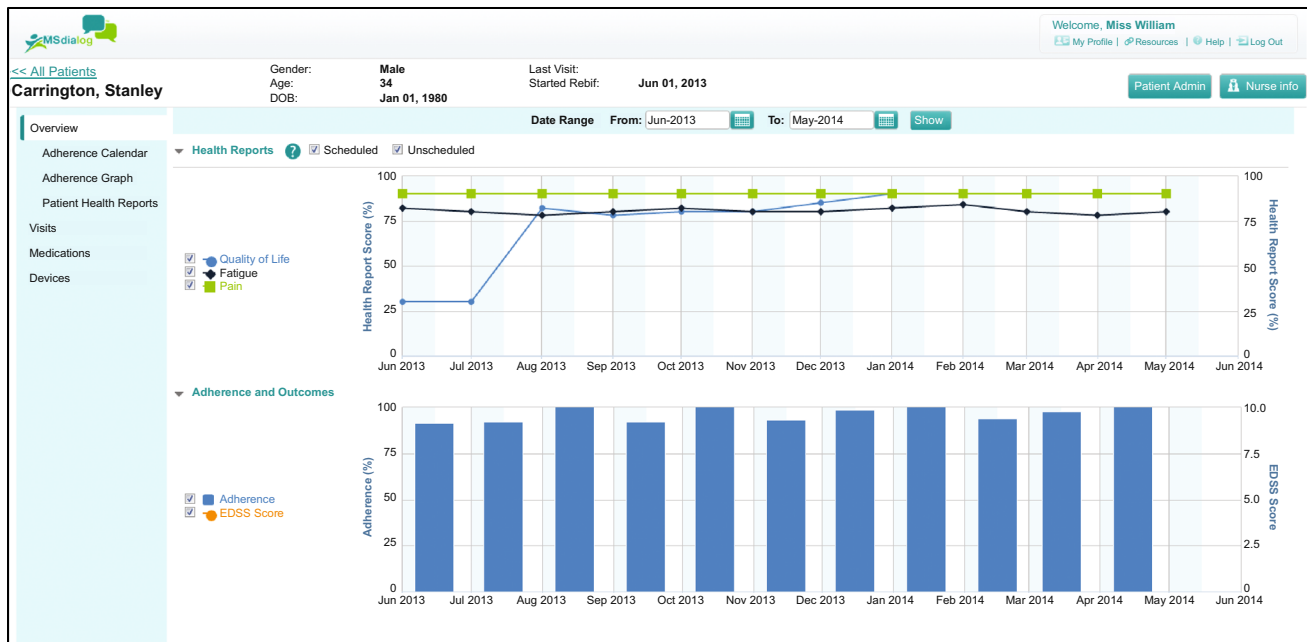 MSdialog
Welcome, Miss William
My Profile | Resources | Help | Log Out
<< All Patients
Carrington, Stanley
Gender: Male
Age: 34
DOB: Jan 01, 1980
Last Visit:
Started Rebif: Jun 01, 2013
Patient Admin
Nurse info
Overview
Adherence Calendar
Adherence Graph
Patient Health Reports
Visits
Medications
Devices
Date Range From: Jun-2013 To: May-2014 Show
Health Reports ? Scheduled Unscheduled
Quality of Life
Fatigue
Pain
Health Report Score (%)
100
75
50
25
0
Jun 2013 Jul 2013 Aug 2013 Sep 2013 Oct 2013 Nov 2013 Dec 2013 Jan 2014 Feb 2014 Mar 2014 Apr 2014 May 2014 Jun 2014
100
75
50
25
0
Health Report Score (%)
Adherence and Outcomes
Adherence
EDSS Score
Adherence (%)
100
75
50
25
0
Jun 2013 Jul 2013 Aug 2013 Sep 2013 Oct 2013 Nov 2013 Dec 2013 Jan 2014 Feb 2014 Mar 2014 Apr 2014 May 2014 Jun 2014
10.0
7.5
5.0
2.5
0
EDSS Score